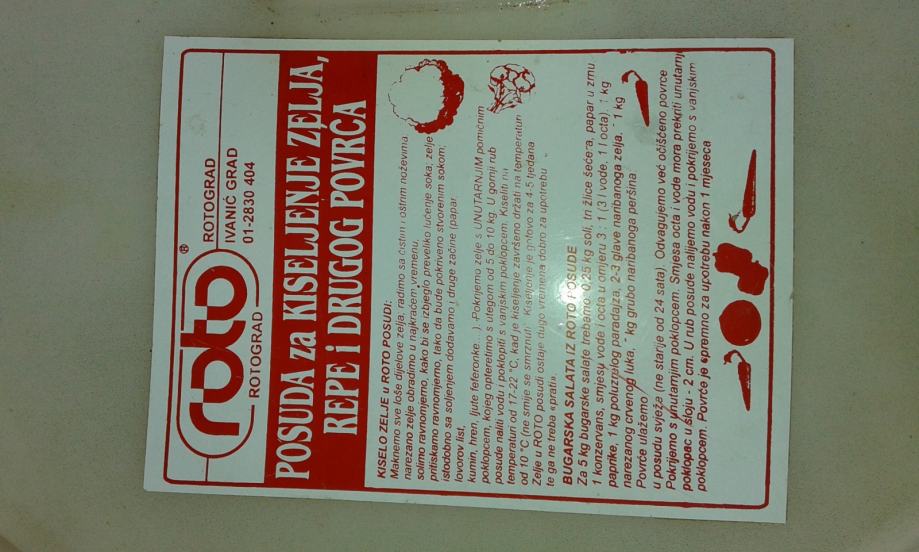 roto®
ROTOGRAD
ROTOGRAD
IVANIĆ GRAD
01-2830 404
POSUDA za KISELJENJE ZELJA,
REPE i DRUGOG POVRĆA
KISELO ZELJE u ROTO POSUDI:
Maknemo sve loše dijelove zelja, radimo sa čistim i oštrim noževima
narezano zelje obradimo u najkraćem vremenu,
solimo ravnomjerno, kako bi se izbjeglo preveliko lučenje soka, zelje
pritiskamo ravnomjerno, tako da bude pokriveno stvorenim sokom,
istodobno sa soljenjem dodavamo i druge začine (papar
lovorov list,
kumin, hren, ljute feferonke...). Pokrijemo zelje s UNUTARNJIM pomičnim
poklopcem, kojeg opteretimo s utegom od 5 do 10 kg. U gornji rub
posude naliti vodu i poklopiti s vanjskim poklopcem. Kiseliti na
temperaturi od 17-22 °C, kad je kiseljenje završeno držati na temperaturi
od 10 °C (ne smije se smrznuti. Kiseljenje je gotovo za 4-5 tjedana
Zelje u ROTO posudi ostaje dugo vremena dobro za upotrebu
te ga ne treba «prati».
BUGARSKA SALATA IZ ROTO POSUDE
Za 5 kg bugarske salate trebamo: 0,25 kg soli, tri žlice šećera, papar u zrnu
1 konzervans, smjesu vode i octa u omjeru 3 : 1 (3 l vode, 1 l octa), 1 kg
paprike, 1 kg poluzrelog paradajza, 2-3 glave naribanoga zelja, 1 kg
narezanog crvenog luka, kg grubo naribanoga peršina
Povrće ulažemo
u posudu svježa (ne starije od 24 sata). Odvagujemo već očišćeno povrće
Pokrijemo s unutarnjim poklopcem. Smjesa octa i vode mora prekriti unutarnji
poklopac u sloju - 2 cm. U rub posude nalijemo vodu i pokrijemo s vanjskim
poklopcem. Povrće je «spremno za upotrebu nakon 1 mjeseca